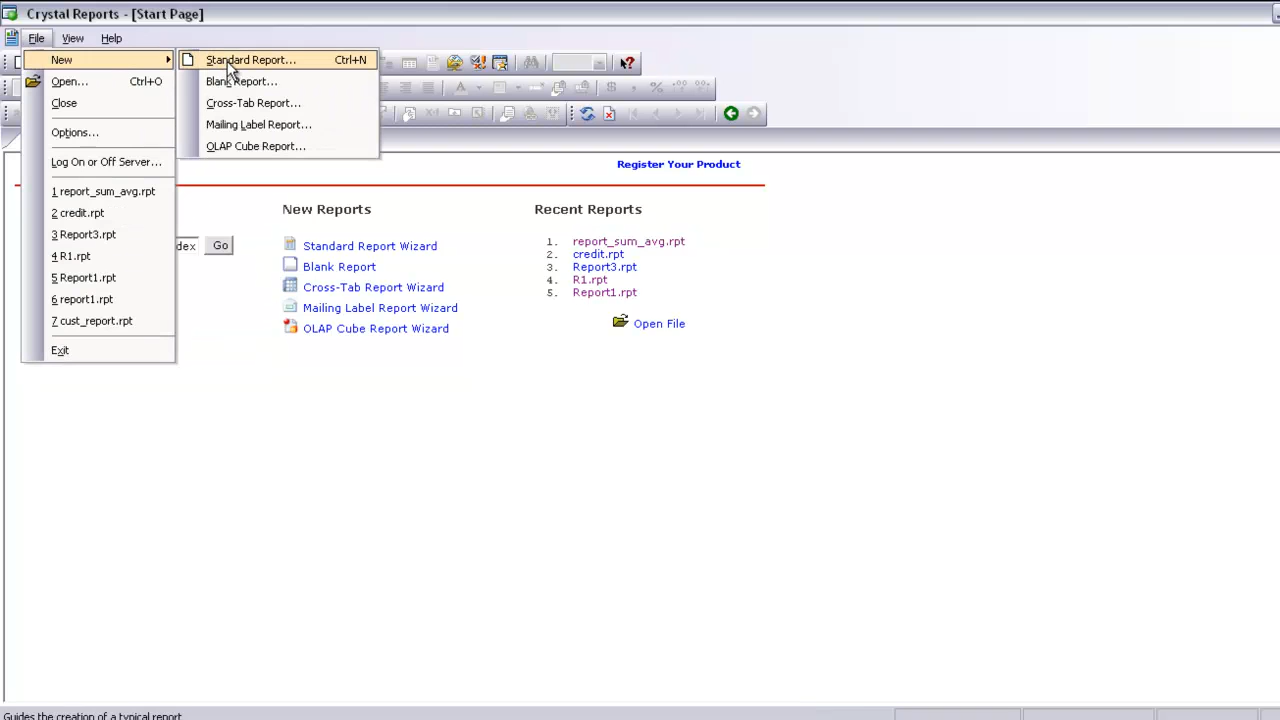 Crystal Reports - [Start Page]
File View Help
New
Open... Ctrl+O
Close
Options...
Log On or Off Server...
1 report_sum_avg.rpt
2 credit.rpt
3 Report3.rpt
4 R1.rpt
5 Report1.rpt
6 report1.rpt
7 cust_report.rpt
Exit
Standard Report... Ctrl+N
Blank Report...
Cross-Tab Report...
Mailing Label Report...
OLAP Cube Report...
Register Your Product
dex Go
New Reports
Standard Report Wizard
Blank Report
Cross-Tab Report Wizard
Mailing Label Report Wizard
OLAP Cube Report Wizard
Recent Reports
1. report_sum_avg.rpt
2. credit.rpt
3. Report3.rpt
4. R1.rpt
5. Report1.rpt
Open File
Guides the creation of a typical report